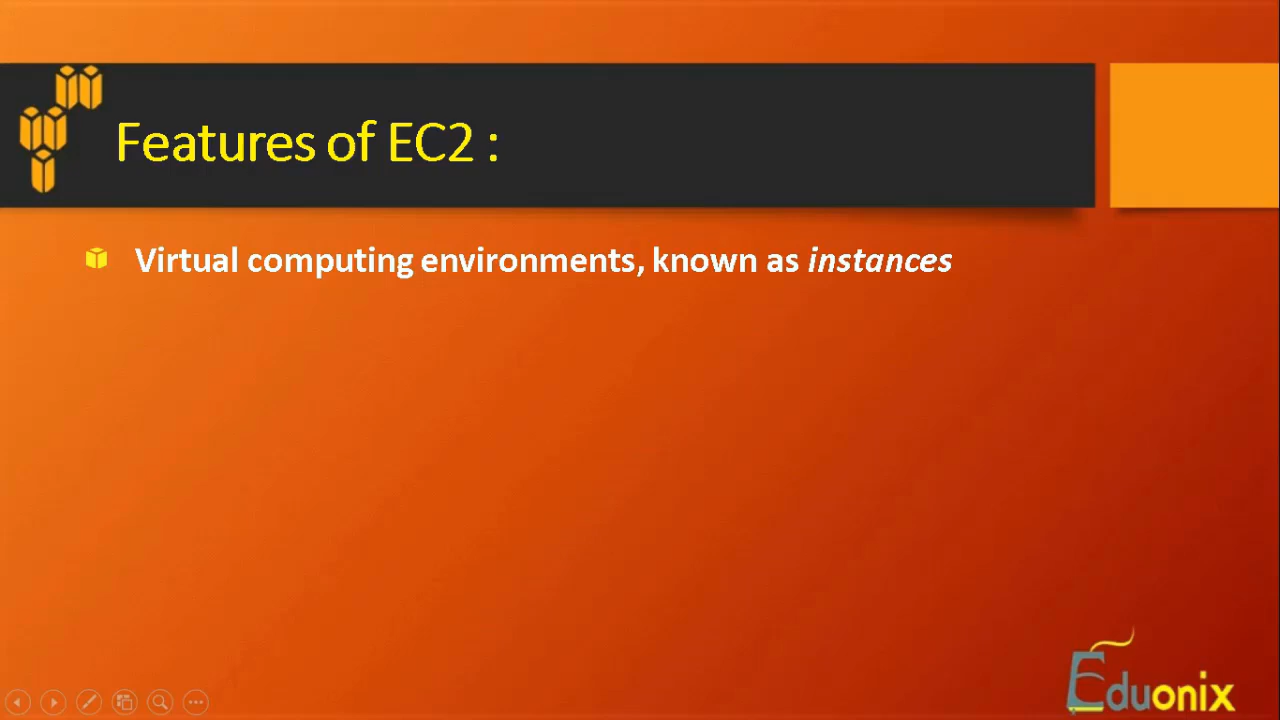 Features of EC2 :
Virtual computing environments, known as instances
Eduonix